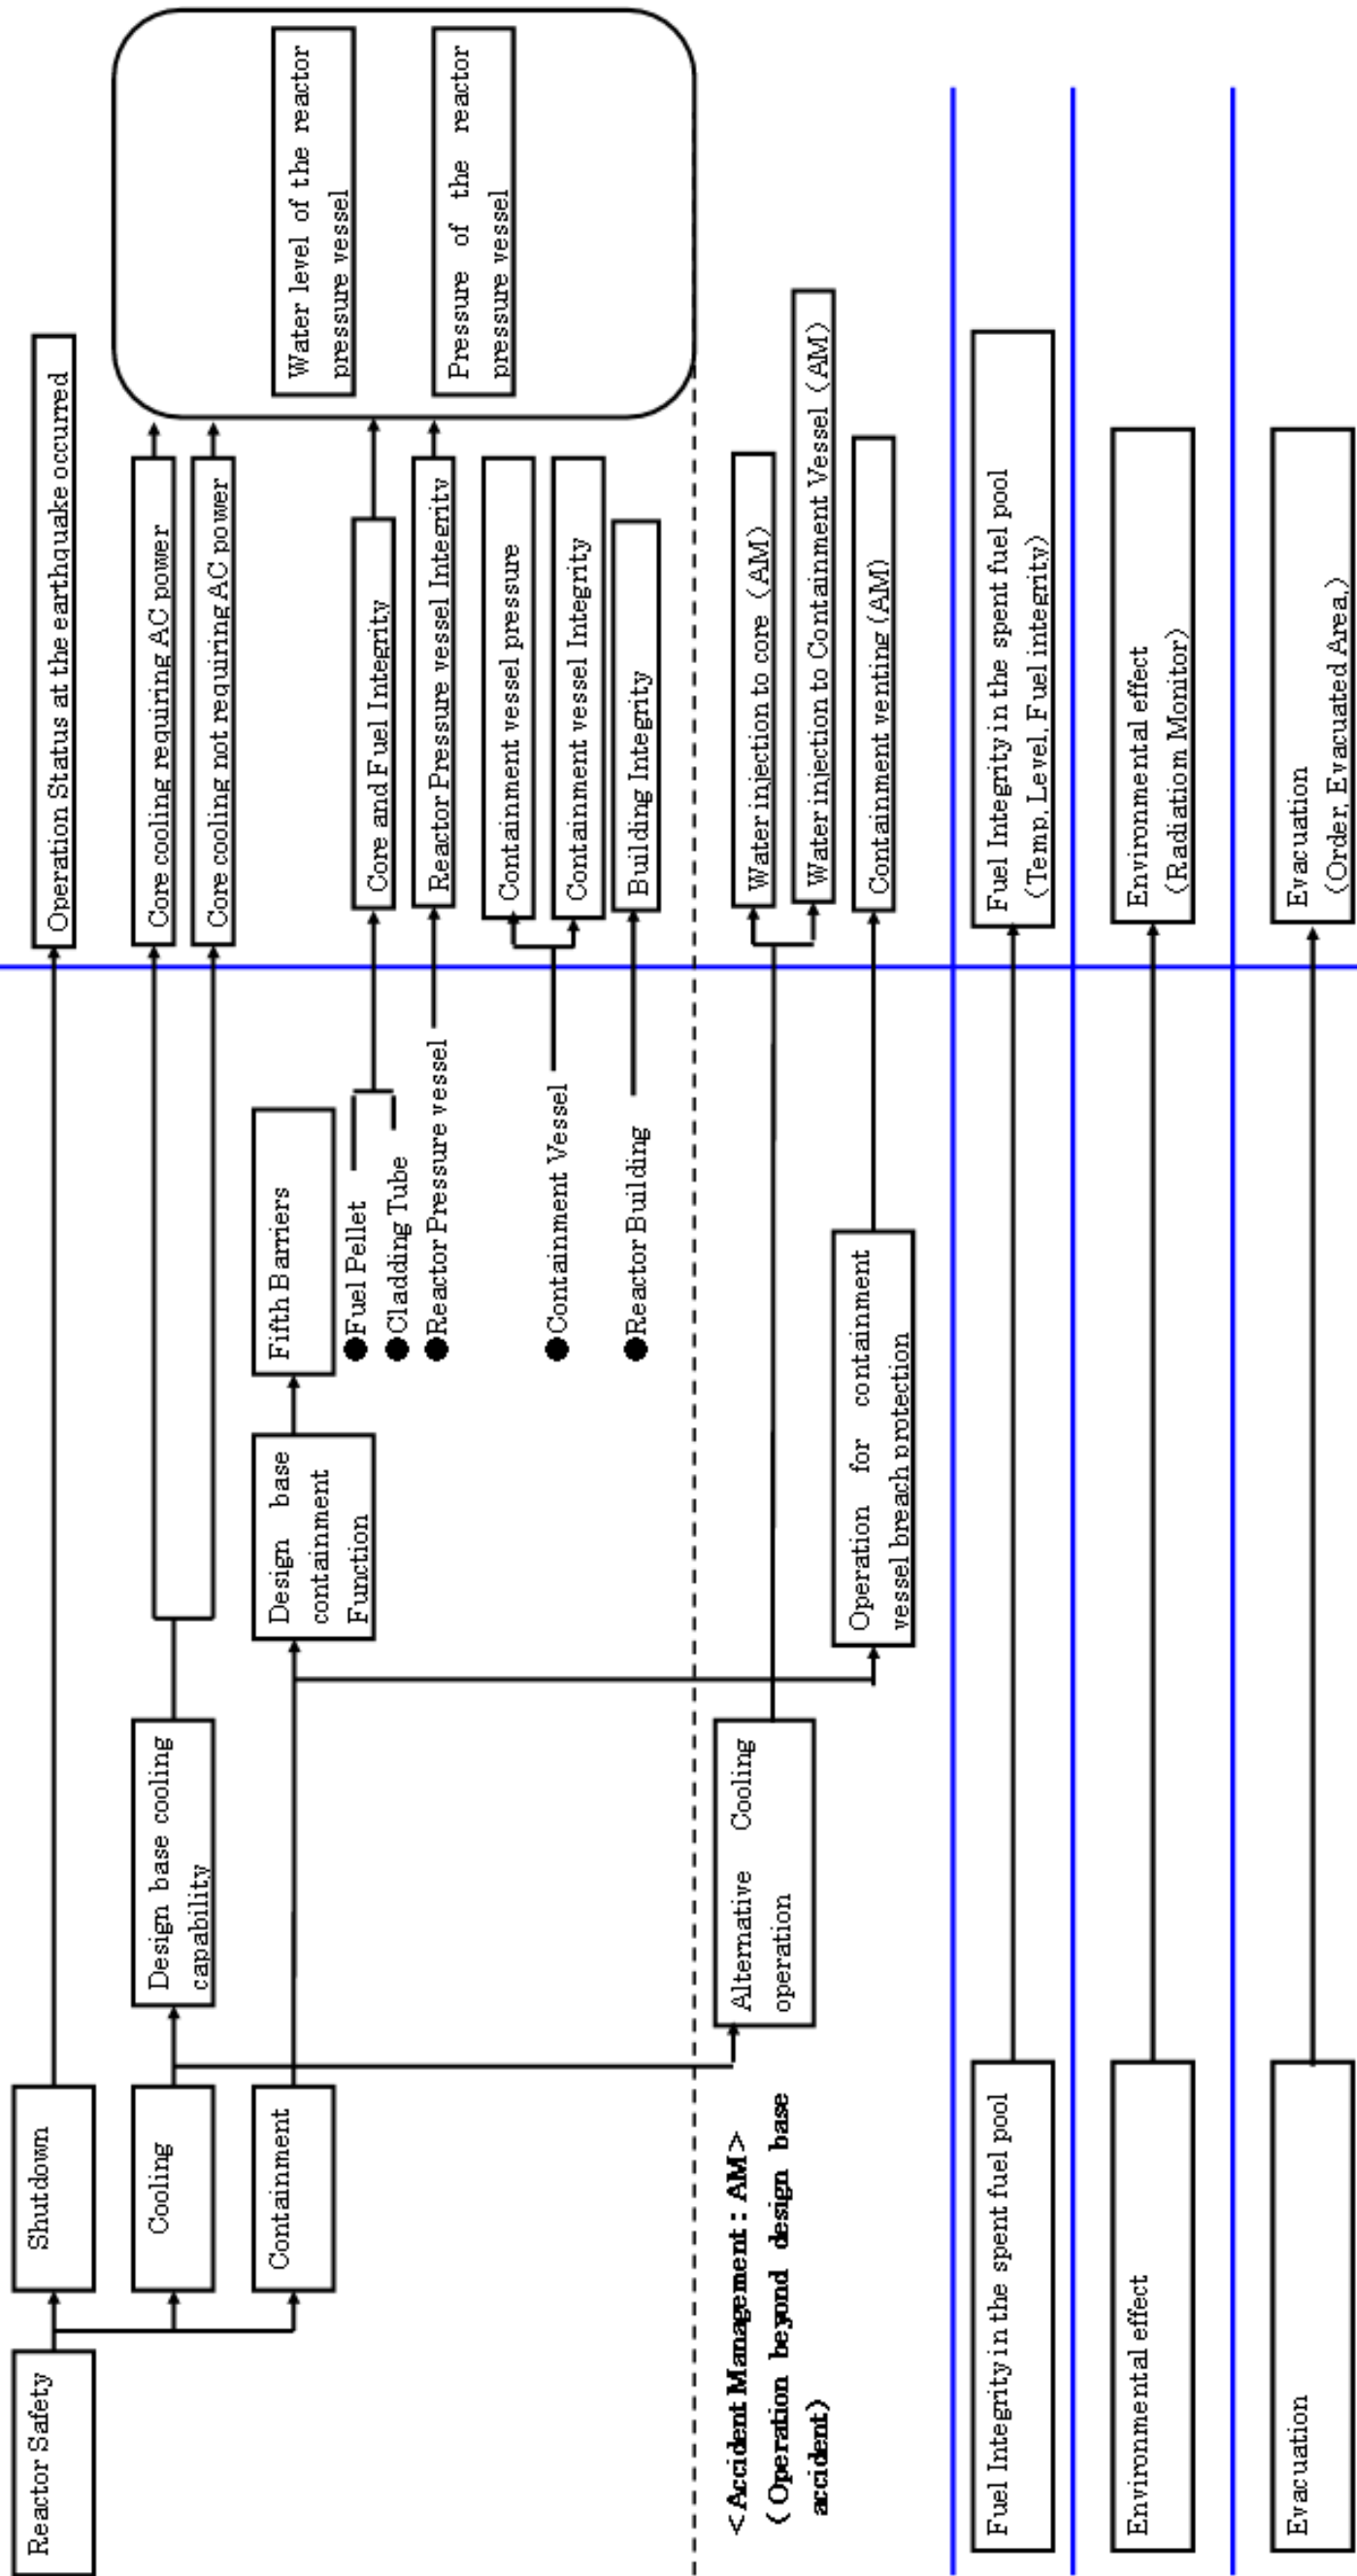 Reactor Safety
Shutdown
Operation Status at the earthquake occurred
Cooling
Design base cooling
capability
Core cooling requiring AC power
Core cooling not requiring AC power
Containment
Design base
containment
Function
Fifth Barriers
●Fuel Pellet
●Cladding Tube
●Reactor Pressure vessel
●Containment Vessel
●Reactor Building
Core and Fuel Integrity
Reactor Pressure vessel Integrity
Containment vessel pressure
Containment vessel Integrity
Building Integrity
Water level of the reactor
pressure vessel
Pressure of the reactor
pressure vessel
<Accident Management : AM>
(Operation beyond design base
accident)
Alternative Cooling
operation
Water injection to core (AM)
Water injection to Containment Vessel (AM)
Operation for containment
vessel breach protection
Containment venting (AM)
Fuel Integrity in the spent fuel pool
Fuel Integrity in the spent fuel pool
(Temp, Level, Fuel integrity)
Environmental effect
Environmental effect
(Radiatiom Monitor)
Evacuation
Evacuation
(Order, Evacuated Area,)